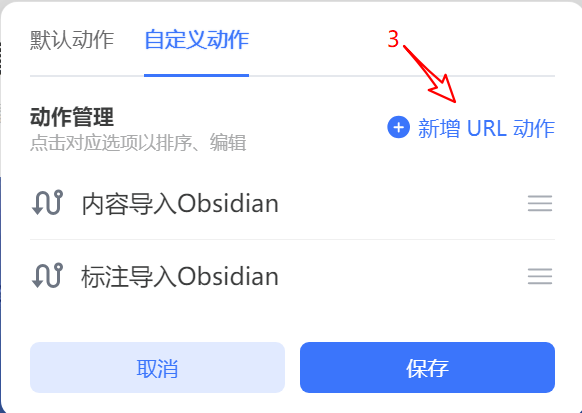 默认动作 自定义动作 3
动作管理
点击对应选项以排序、编辑
新增 URL 动作
内容导入Obsidian
标注导入Obsidian
取消 保存